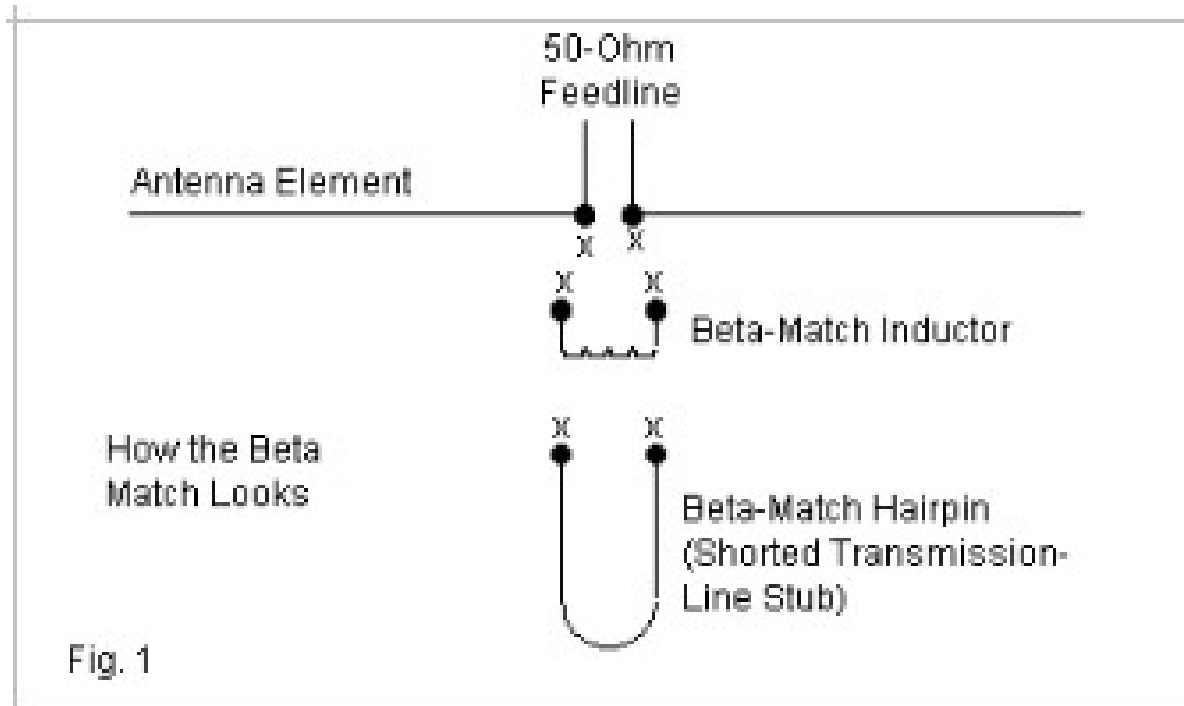 50-Ohm
Feedline
Antenna Element
X X
X X
Beta-Match Inductor
X X
How the Beta
Match Looks
Beta-Match Hairpin
(Shorted Transmission-
Line Stub)
Fig. 1